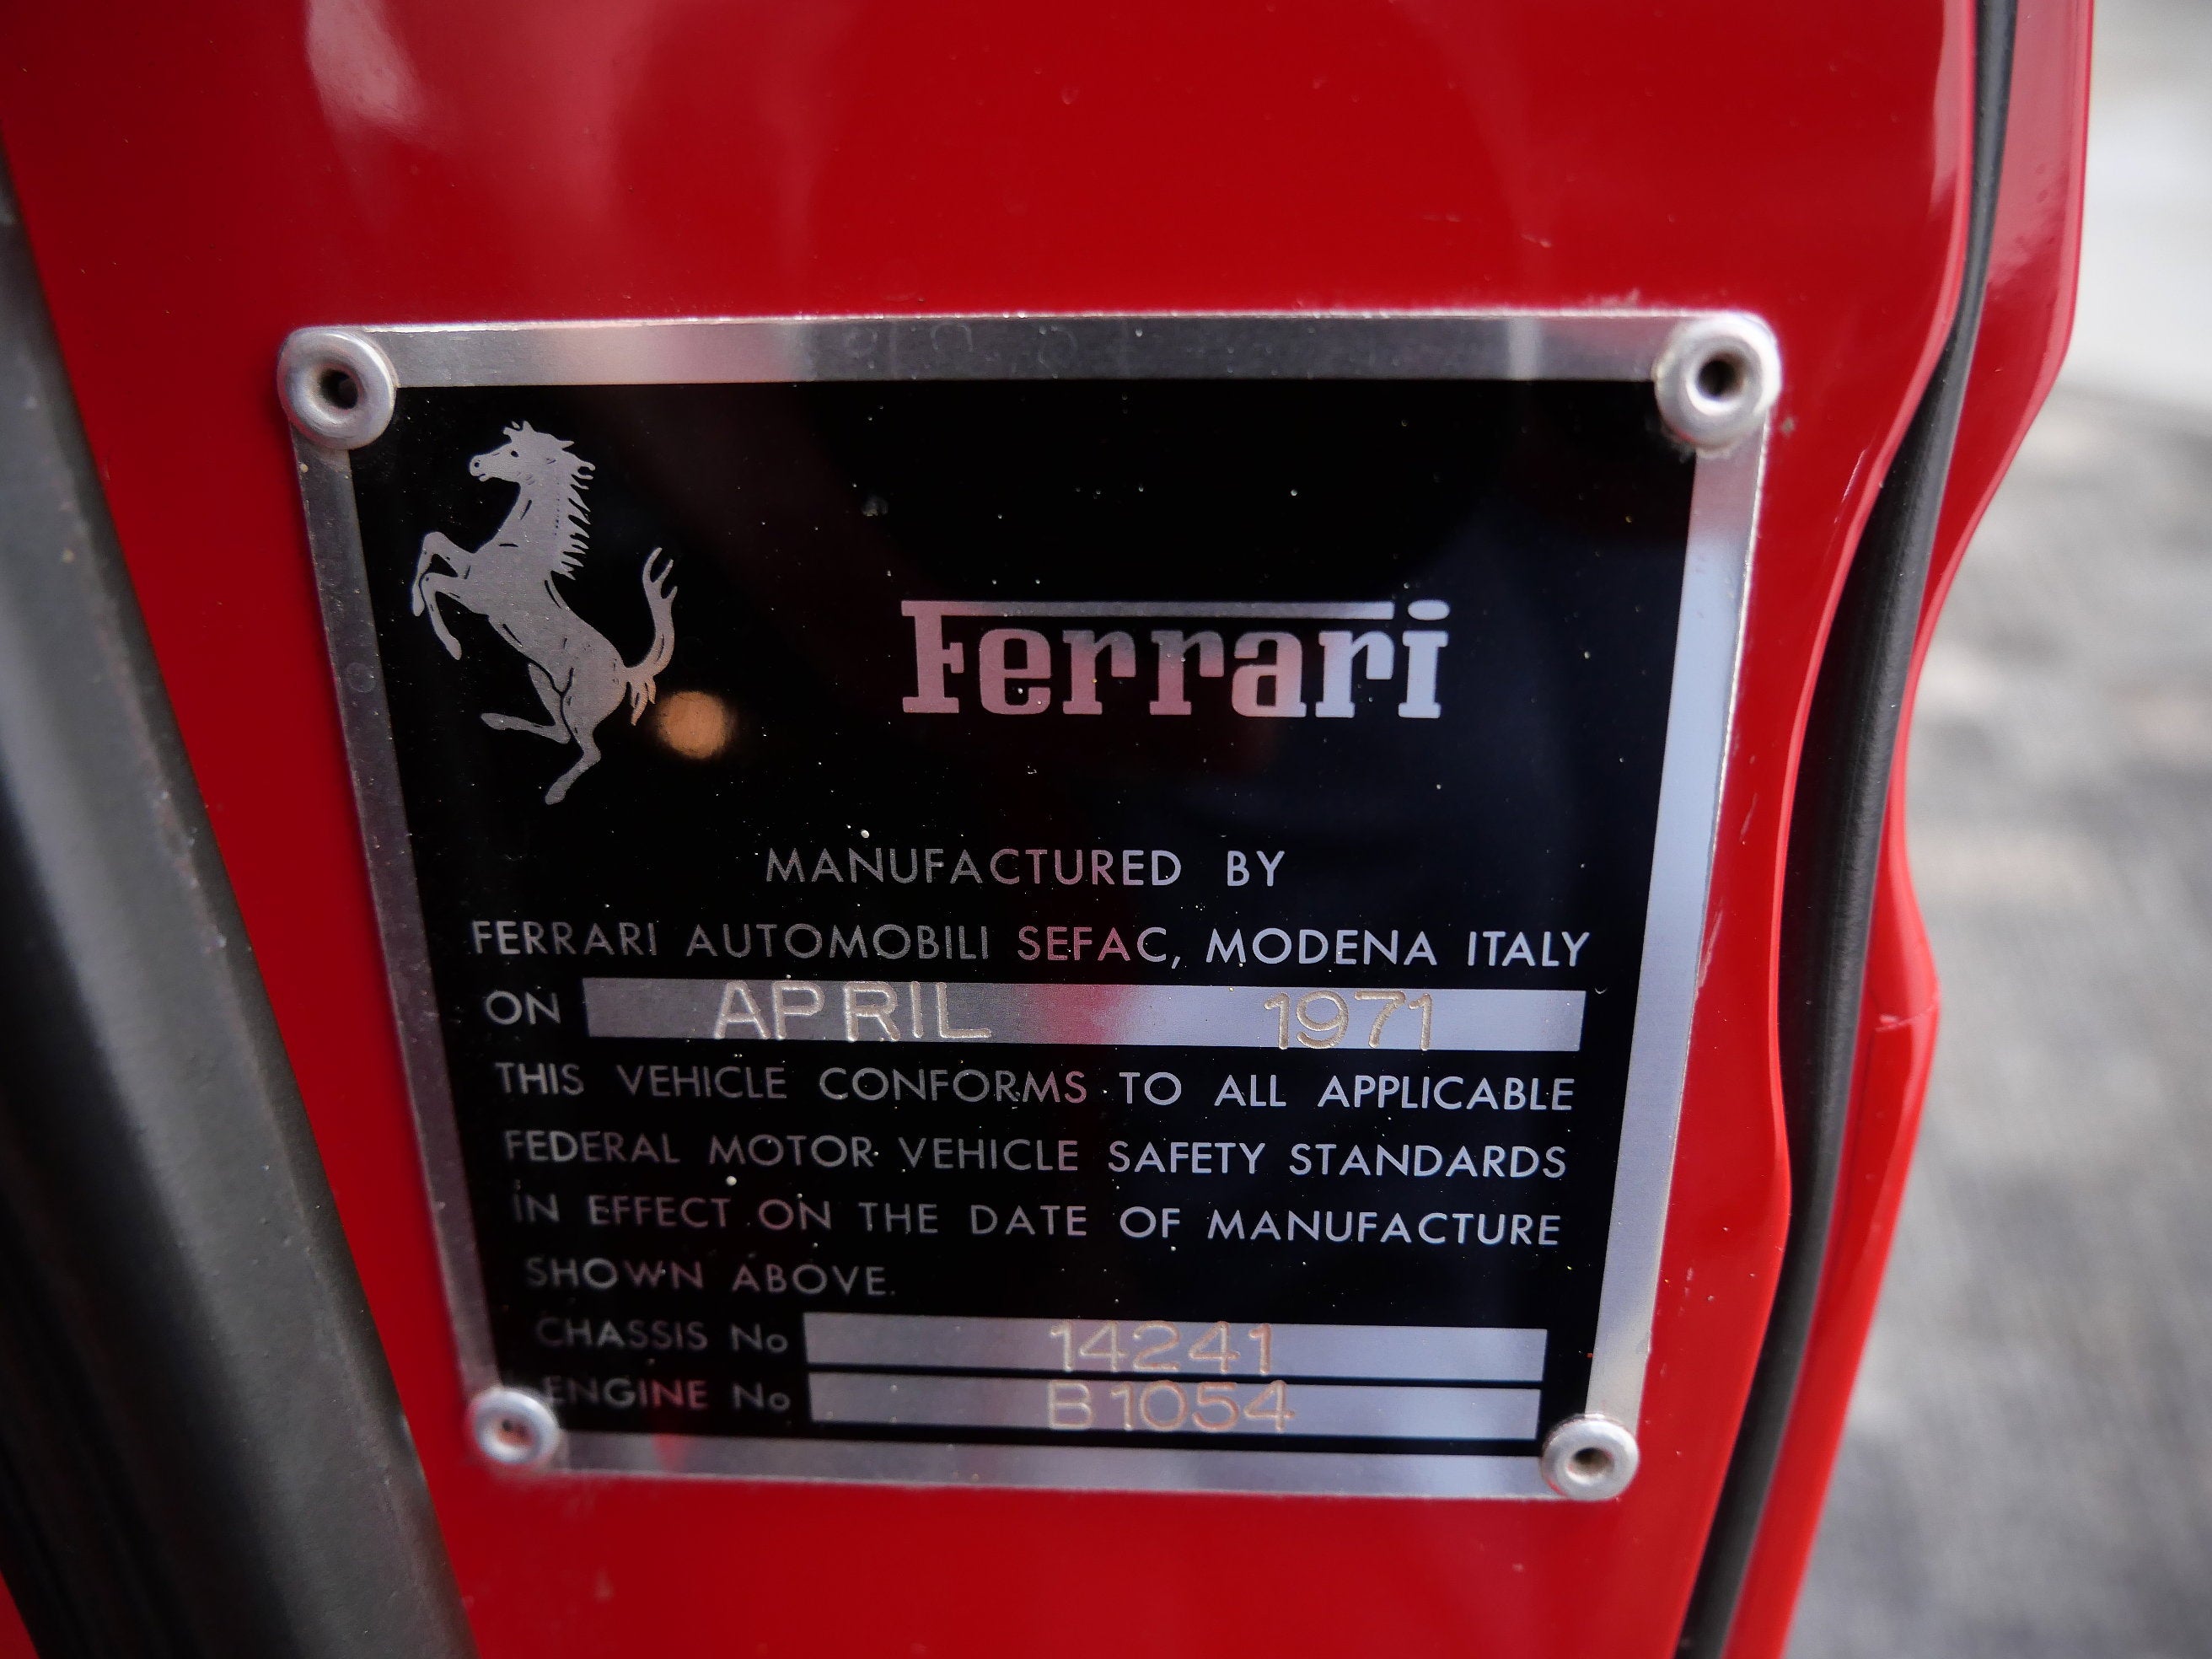 Ferrari
MANUFACTURED BY
FERRARI AUTOMOBILI SEFAC, MODENA ITALY
ON APRIL 1971
THIS VEHICLE CONFORMS TO ALL APPLICABLE
FEDERAL MOTOR VEHICLE SAFETY STANDARDS
IN EFFECT ON THE DATE OF MANUFACTURE
SHOWN ABOVE.
CHASSIS No 14241
ENGINE No B1054